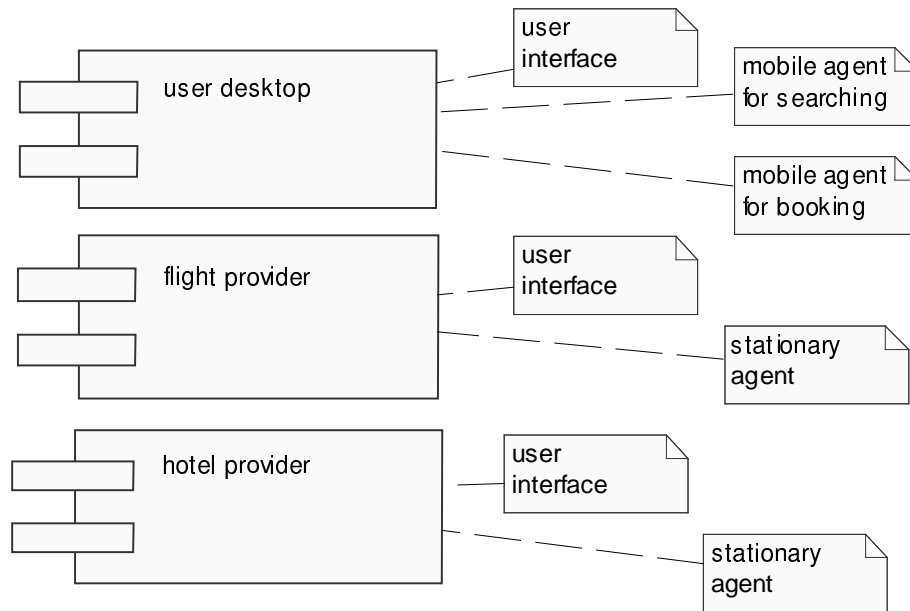 user
interface
user desktop
mobile agent
for searching
mobile agent
for booking
user
interface
flight provider
stationary
agent
user
interface
hotel provider
stationary
agent